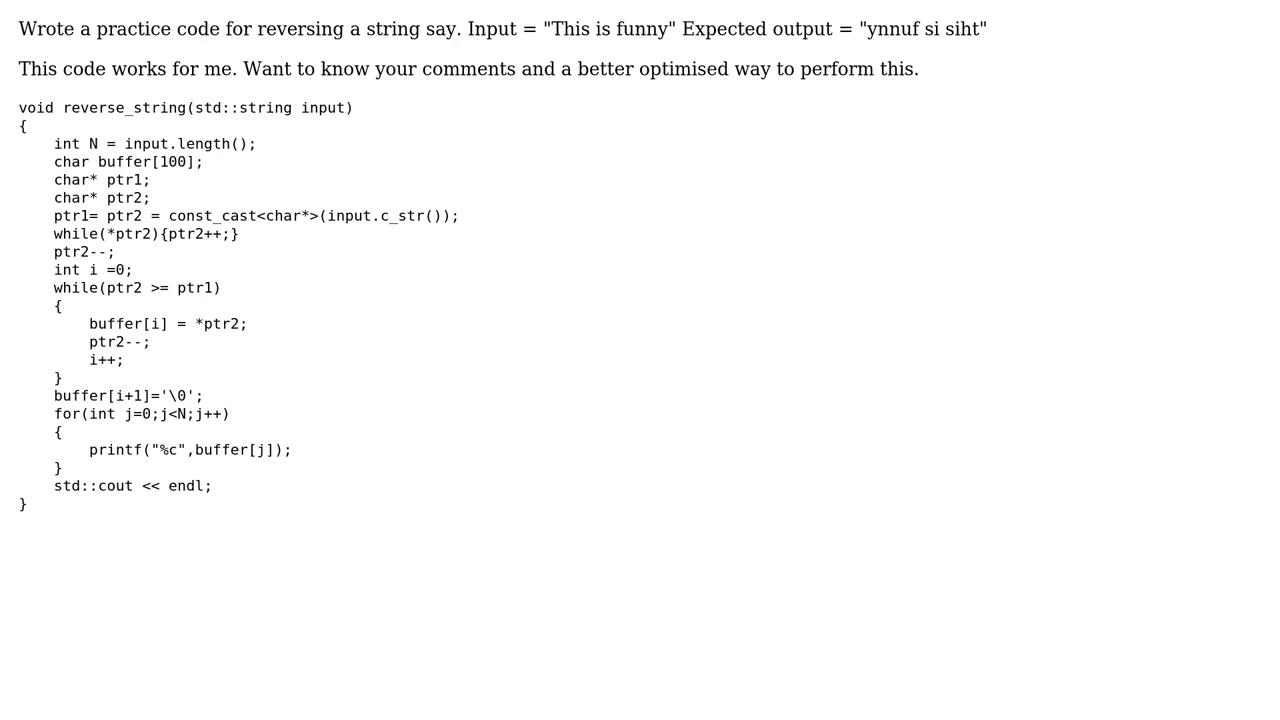 Wrote a practice code for reversing a string say. Input = "This is funny" Expected output = "ynnuf si siht"
This code works for me. Want to know your comments and a better optimised way to perform this.
void reverse_string(std::string input)
{
    int N = input.length();
    char buffer[100];
    char* ptr1;
    char* ptr2;
    ptr1= ptr2 = const_cast<char*>(input.c_str());
    while(*ptr2){ptr2++;}
    ptr2--;
    int i =0;
    while(ptr2 >= ptr1)
    {
        buffer[i] = *ptr2;
        ptr2--;
        i++;
    }
    buffer[i+1]='\0';
    for(int j=0;j<N;j++)
    {
        printf("%c",buffer[j]);
    }
    std::cout << endl;
}